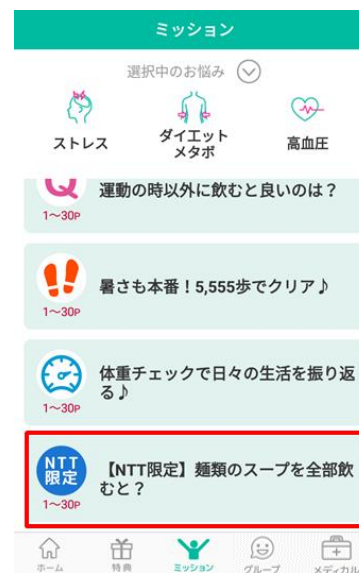 ミッション
選択中のお悩み
ストレス
ダイエット
メタボ
高血圧
Q
運動の時以外に飲むと良いのは？
1～30P
暑さも本番！5,555歩でクリア♪
1～30P
体重チェックで日々の生活を振り返
る♪
1～30P
NTT
限定
【NTT限定】麺類のスープを全部飲
むと？
1～30P
ホーム
特典
ミッション
グループ
メディカル